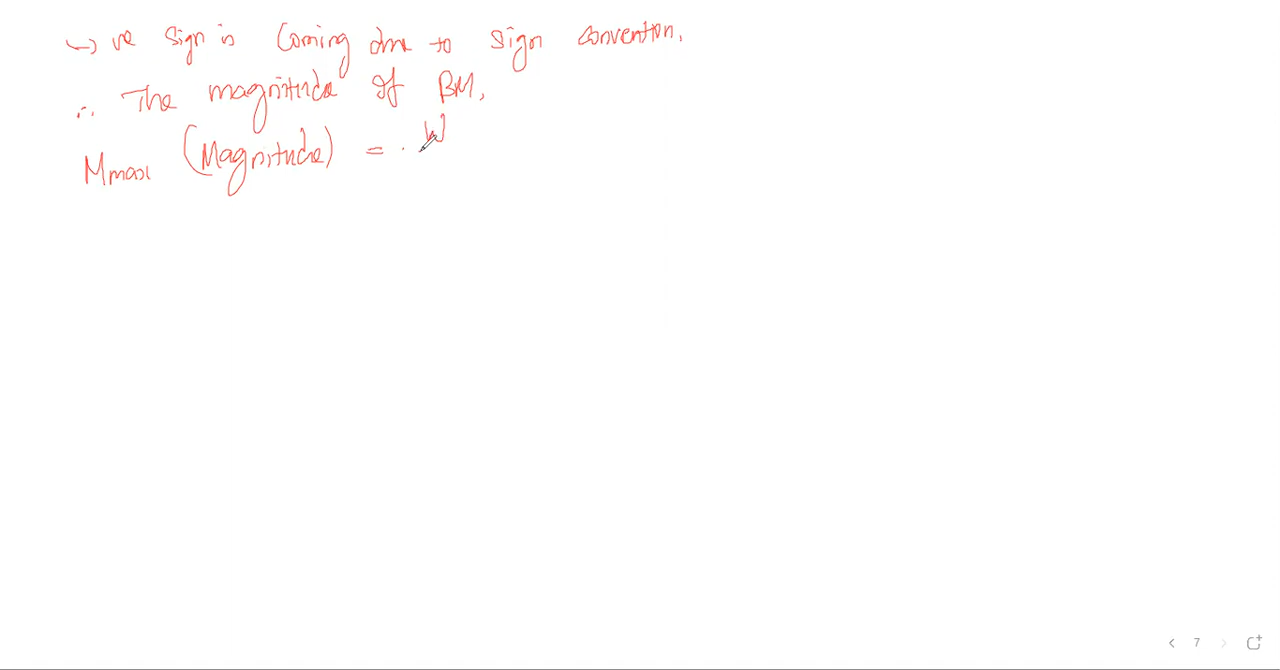 ↳ ve sign is coming due to sign convention.
∴ The magnitude of BM,
Mmax (Magnitude) = W
7